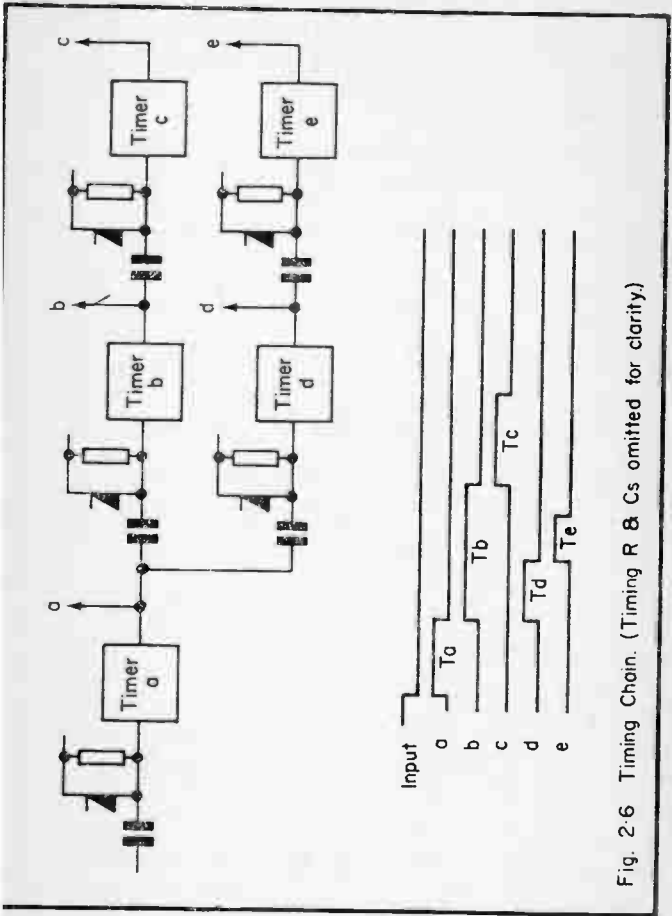 c
e
Timer
c
Timer
e
b
d
Timer
b
Timer
d
a
Timer
a
Input
a
b
c
d
e
Ta
Tb
Tc
Td
Te
Fig. 2·6 Timing Chain. (Timing R & Cs omitted for clarity.)